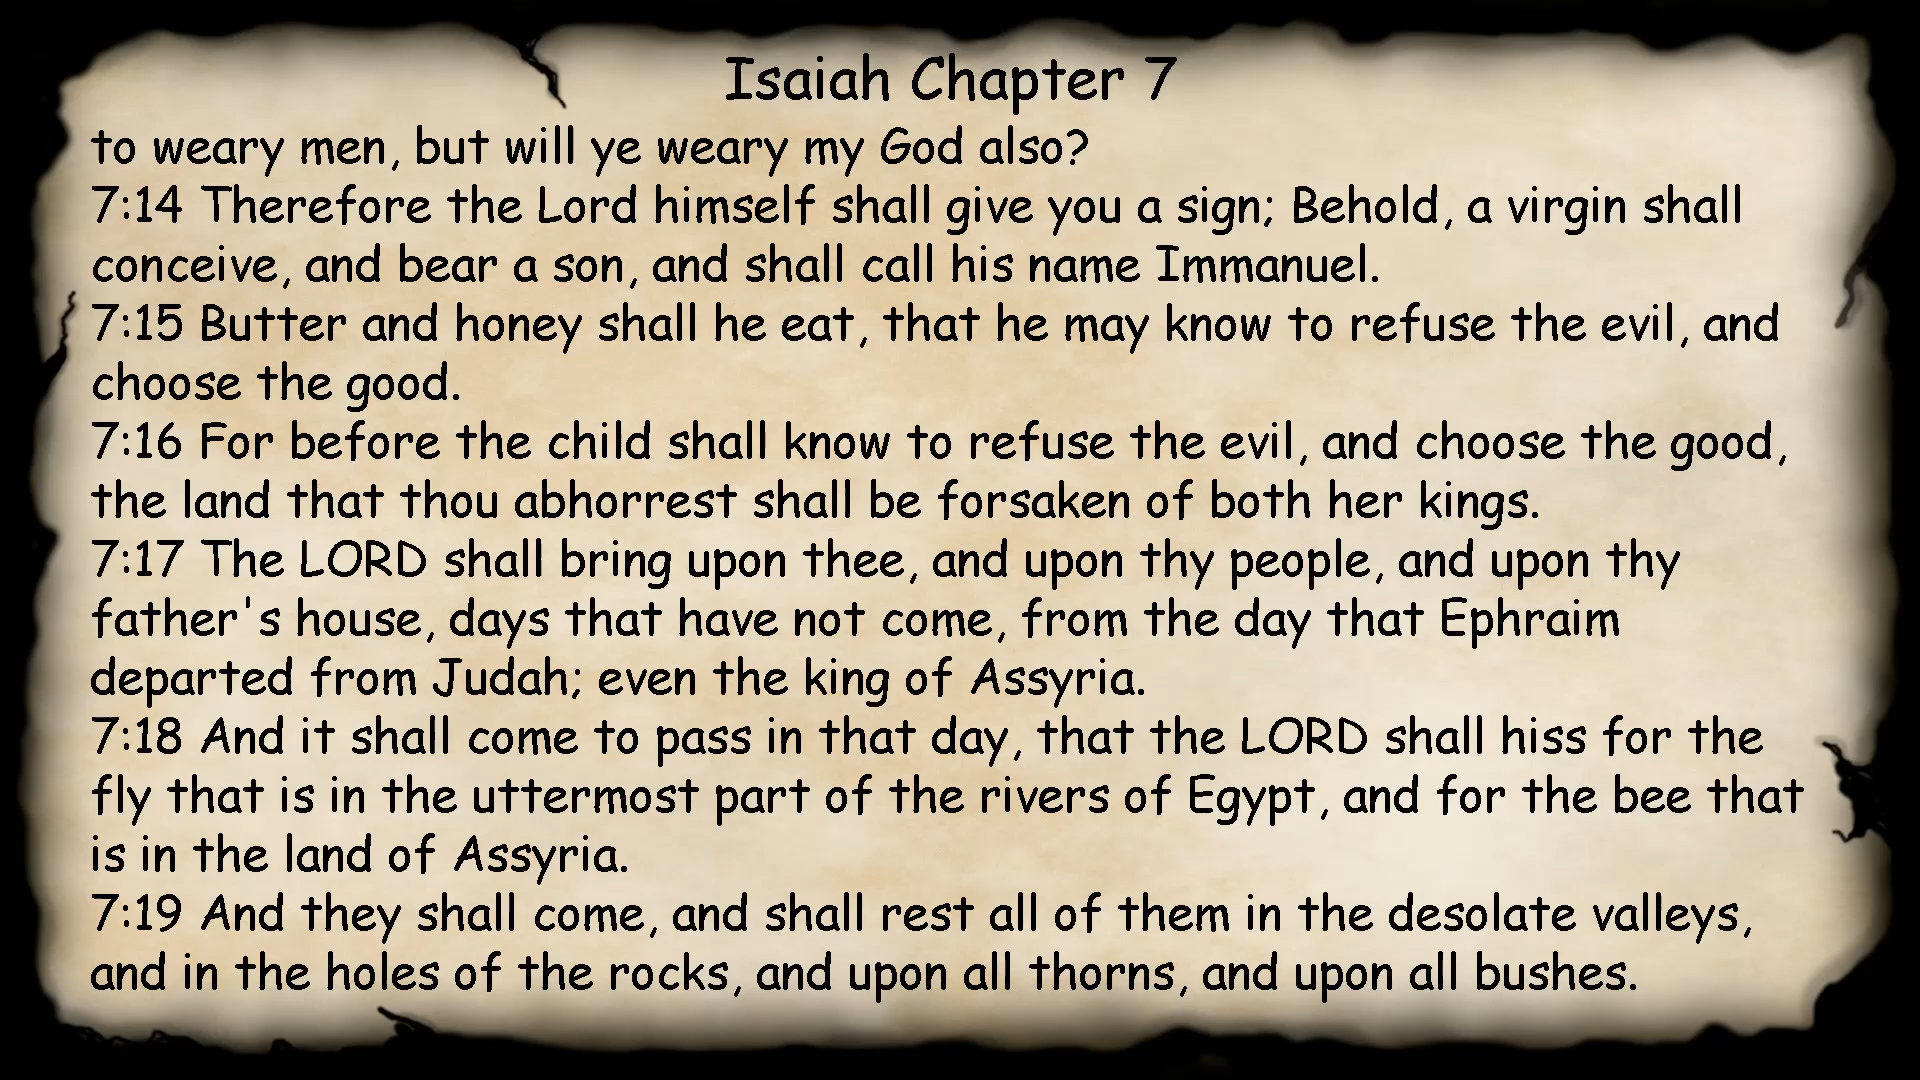 Isaiah Chapter 7
to weary men, but will ye weary my God also?
7:14 Therefore the Lord himself shall give you a sign; Behold, a virgin shall
conceive, and bear a son, and shall call his name Immanuel.
7:15 Butter and honey shall he eat, that he may know to refuse the evil, and
choose the good.
7:16 For before the child shall know to refuse the evil, and choose the good,
the land that thou abhorrest shall be forsaken of both her kings.
7:17 The LORD shall bring upon thee, and upon thy people, and upon thy
father's house, days that have not come, from the day that Ephraim
departed from Judah; even the king of Assyria.
7:18 And it shall come to pass in that day, that the LORD shall hiss for the
fly that is in the uttermost part of the rivers of Egypt, and for the bee that
is in the land of Assyria.
7:19 And they shall come, and shall rest all of them in the desolate valleys,
and in the holes of the rocks, and upon all thorns, and upon all bushes.